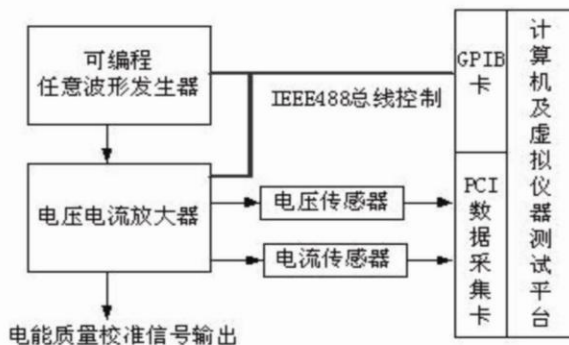 可编程
任意波形发生器
IEEE488总线控制
GPIB
卡
计算机及虚拟仪器测试平台
电压电流放大器
电压传感器
电流传感器
PCI
数据采集卡
电能质量校准信号输出